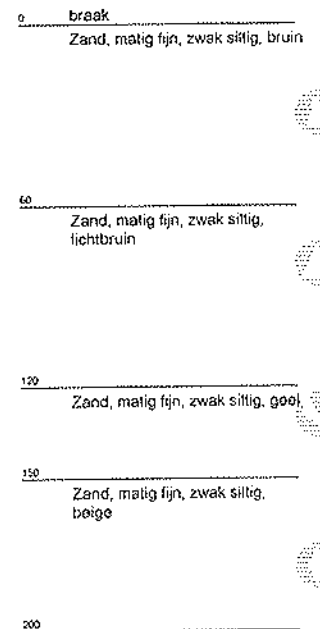 0 braak
Zand, matig fijn, zwak siltig, bruin
60
Zand, matig fijn, zwak siltig,
lichtbruin
120
Zand, matig fijn, zwak siltig, geel,
150
Zand, matig fijn, zwak siltig,
beige
200